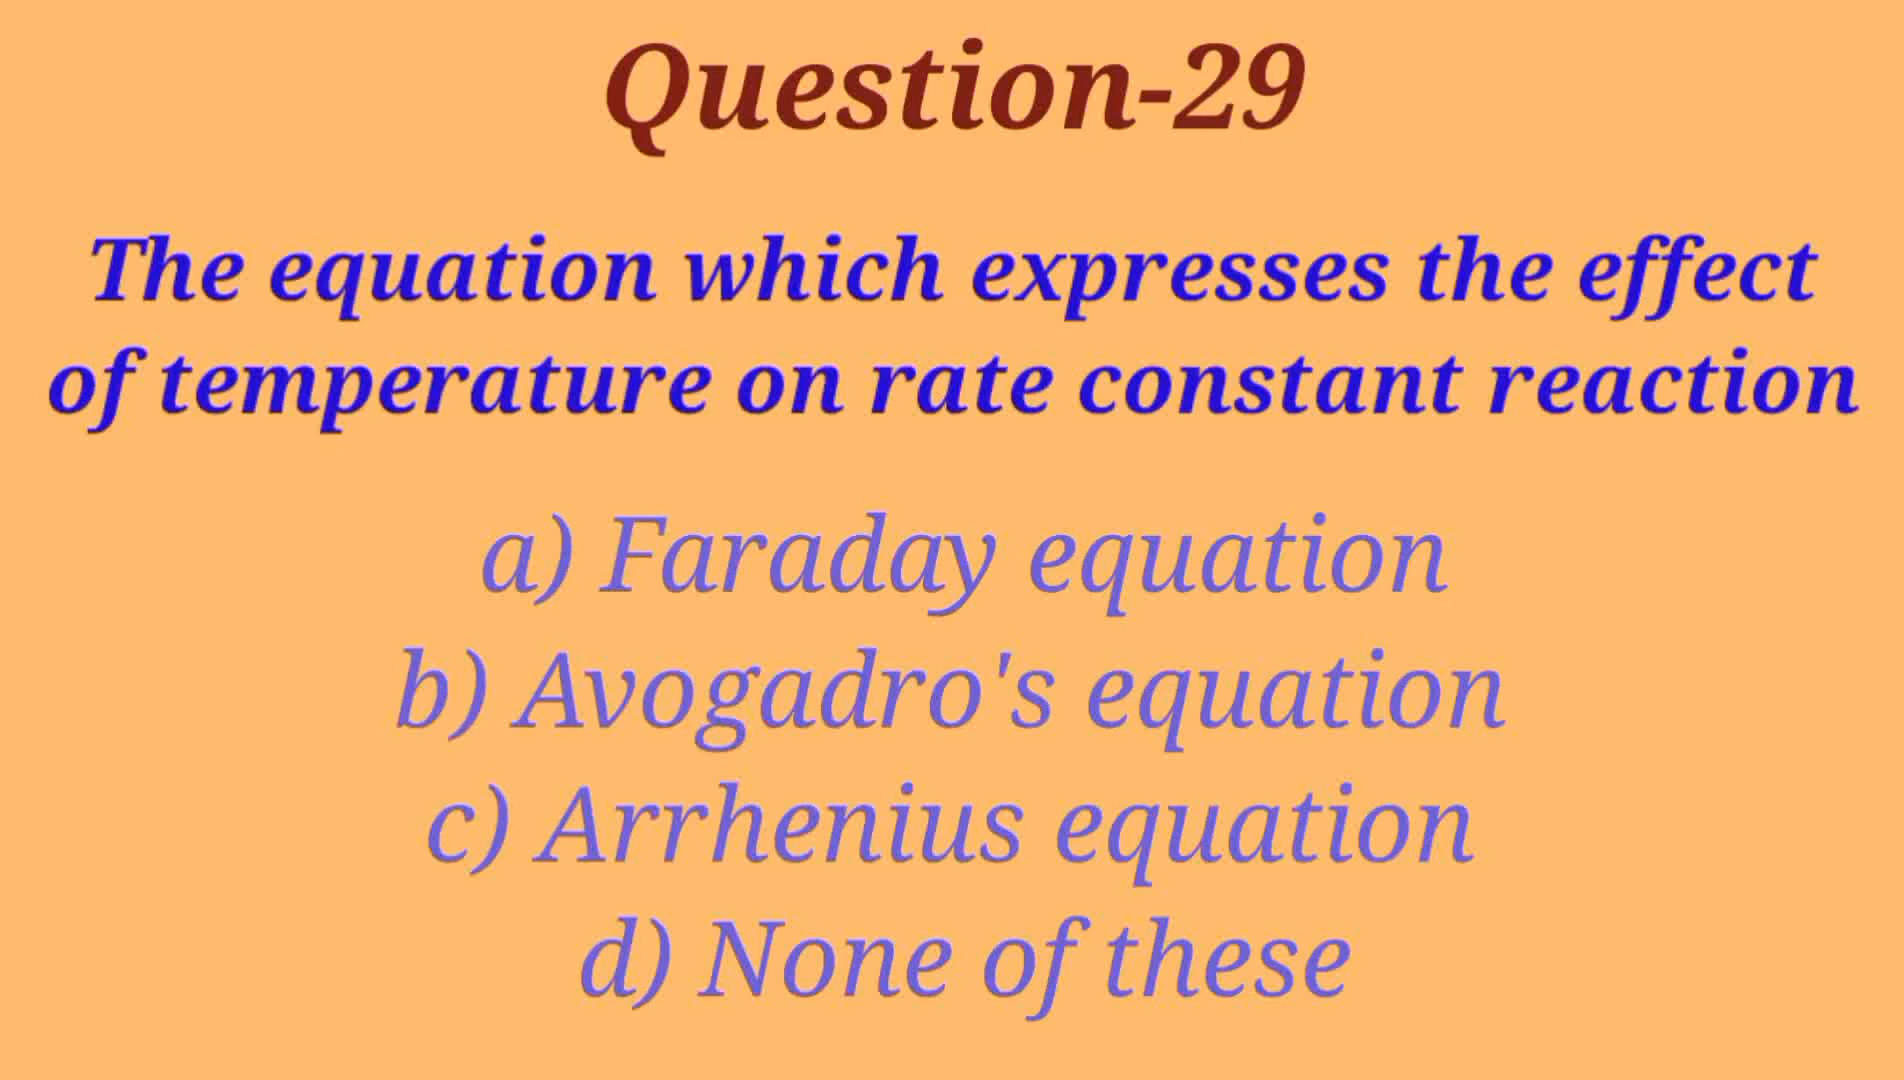 Question-29
The equation which expresses the effect
of temperature on rate constant reaction
a) Faraday equation
b) Avogadro's equation
c) Arrhenius equation
d) None of these